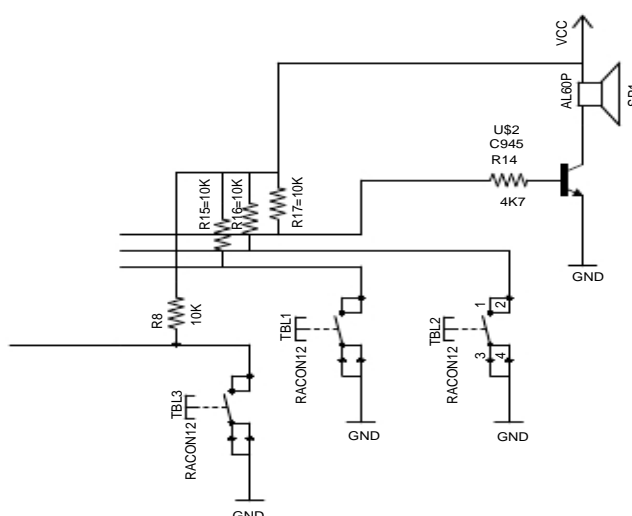 VCC
AL60P
SP1
U$2
C945
R14
4K7
GND
R15=10K
R16=10K
R17=10K
R8
10K
TBL1
RACON12
GND
TBL2
RACON12
1
2
3
4
GND
TBL3
RACON12
GND